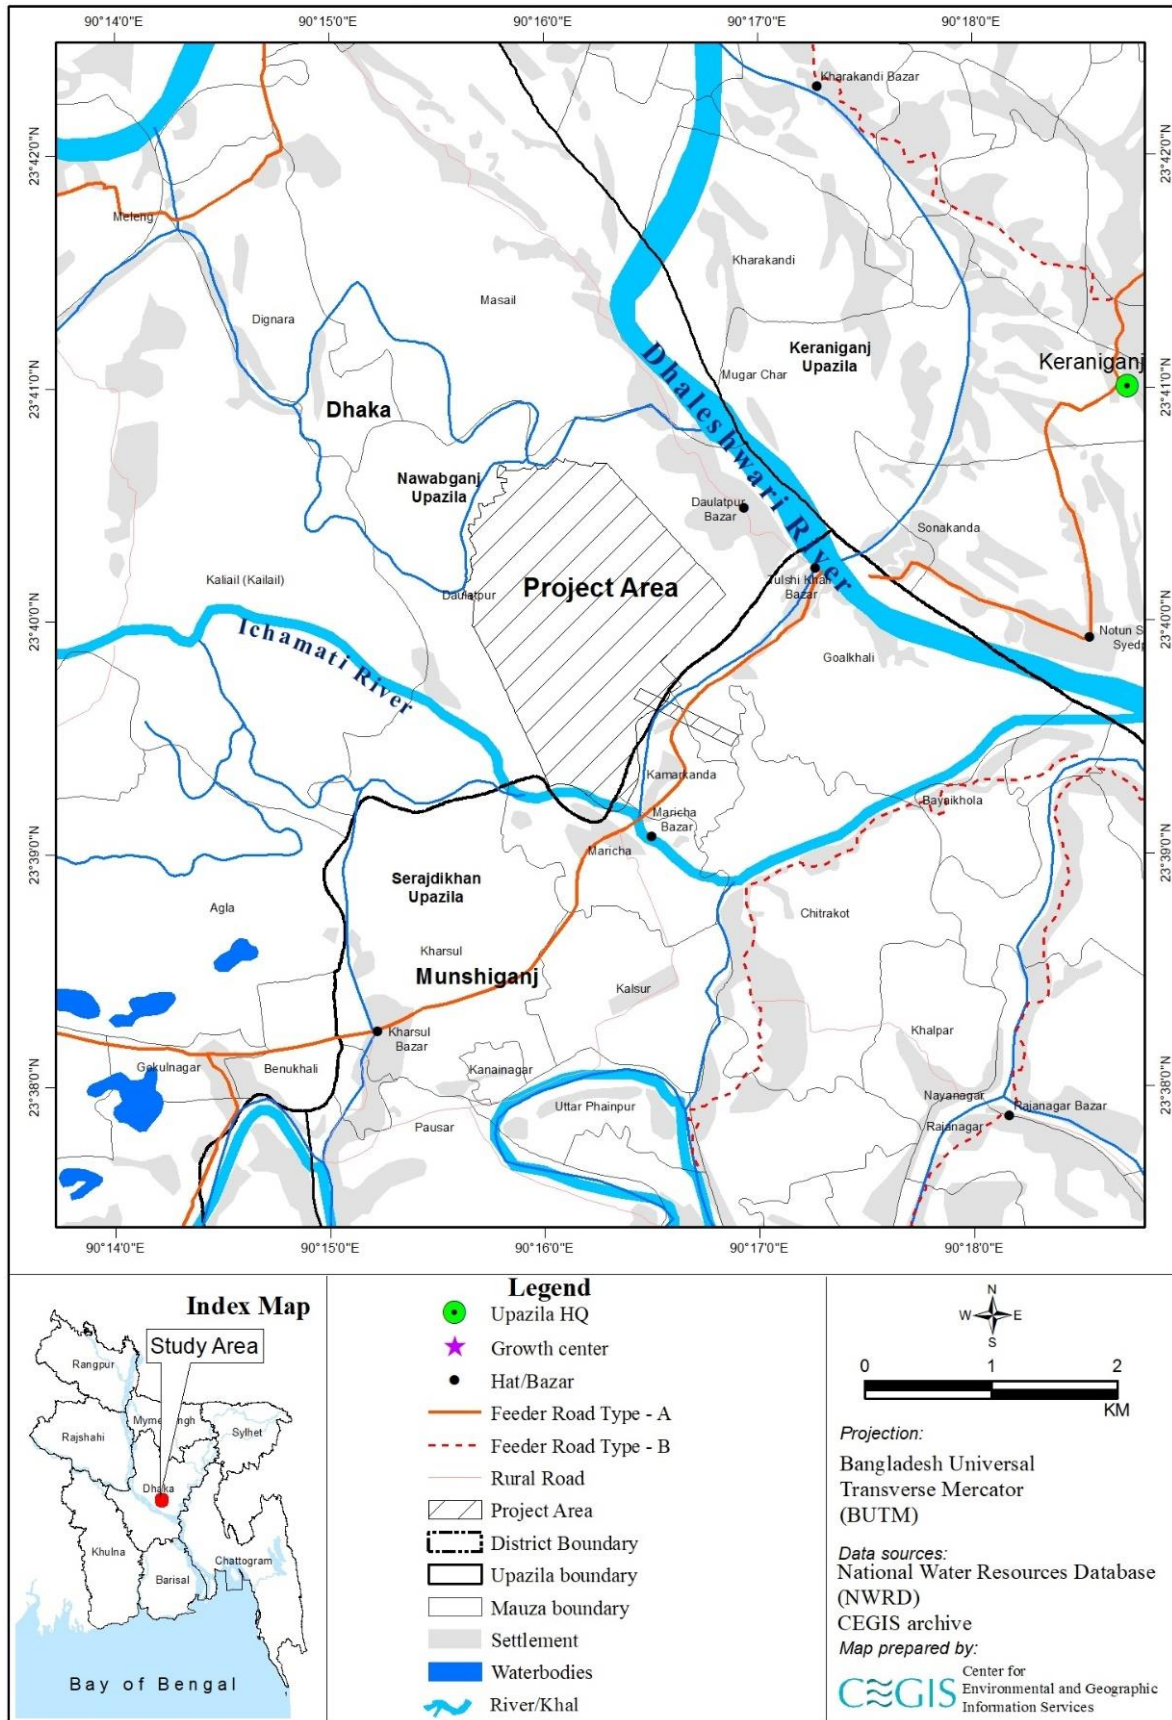 90°14'0"E
90°15'0"E
90°16'0"E
90°17'0"E
90°18'0"E
23°42'0"N
23°42'0"N
23°41'0"N
23°41'0"N
23°40'0"N
23°40'0"N
23°39'0"N
23°39'0"N
23°38'0"N
23°38'0"N
Kharakandi Bazar
Meleng
Kharakandi
Masail
Dignara
Keraniganj
Upazila
Keraniganj
Mugar Char
Dhaleshwari River
Dhaka
Nawabganj
Upazila
Daulatpur
Bazar
Sonakanda
Kaliail (Kailail)
Daulatpur
Project Area
Tulshi Khali
Bazar
Ichamati River
Notun S
Syedp
Goalkhali
Kamarkanda
Maricha
Bazar
Bayaikhola
Maricha
Serajdikhan
Upazila
Agla
Chitrakot
Kharsul
Munshiganj
Kalsur
Kharsul
Bazar
Khalpar
Gokulnagar
Benukhali
Kanainagar
Nayanagar
Uttar Phainpur
Rajanagar Bazar
Pausar
Rajanagar
90°14'0"E
90°15'0"E
90°16'0"E
90°17'0"E
90°18'0"E
Index Map
Study Area
Rangpur
Rajshahi
Sylhet
Dhaka
Khulna
Chattogram
Barisal
Bay of Bengal
Legend
Upazila HQ
Growth center
Hat/Bazar
Feeder Road Type - A
Feeder Road Type - B
Rural Road
Project Area
District Boundary
Upazila boundary
Mauza boundary
Settlement
Waterbodies
River/Khal
N
W E
S
0 1 2
KM
Projection:
Bangladesh Universal
Transverse Mercator
(BUTM)
Data sources:
National Water Resources Database
(NWRD)
CEGIS archive
Map prepared by:
CEGIS
Center for
Environmental and Geographic
Information Services